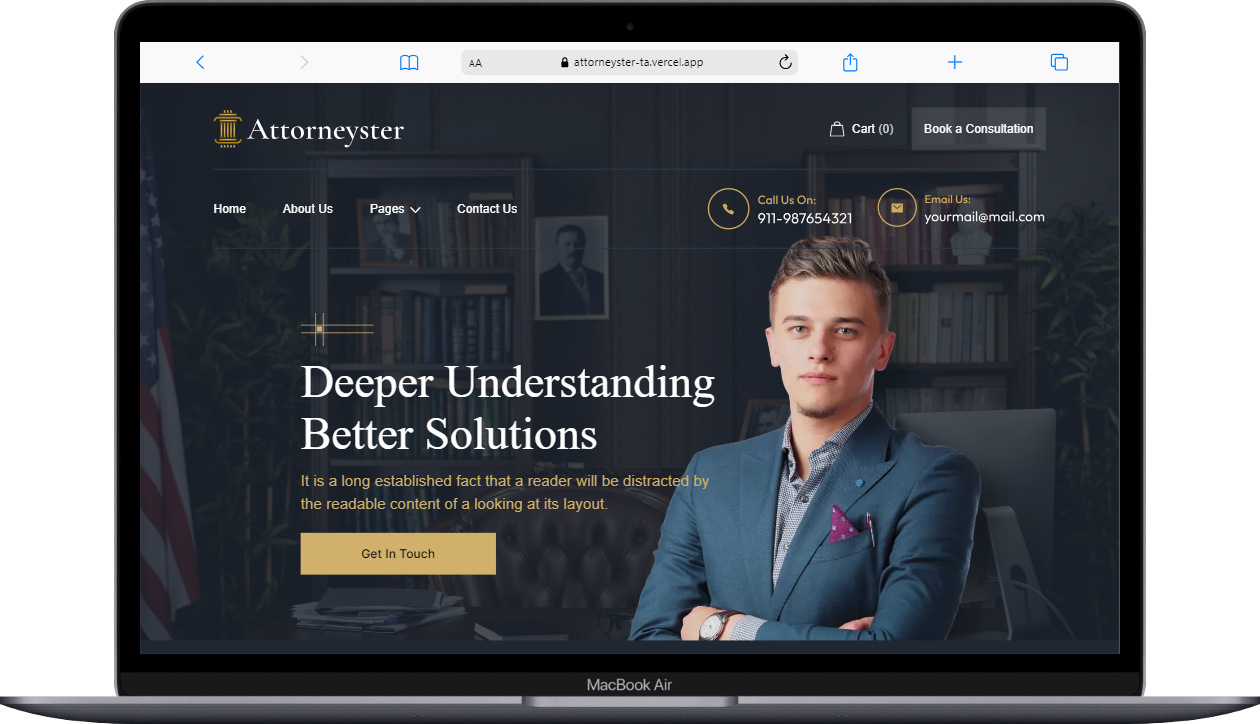 AA attorneyster-ta.vercel.app
Attorneyster
Cart (0)
Book a Consultation
Home About Us Pages Contact Us
Call Us On:
911-987654321
Email Us:
yourmail@mail.com
Deeper Understanding
Better Solutions
It is a long established fact that a reader will be distracted by
the readable content of a looking at its layout.
Get In Touch
MacBook Air